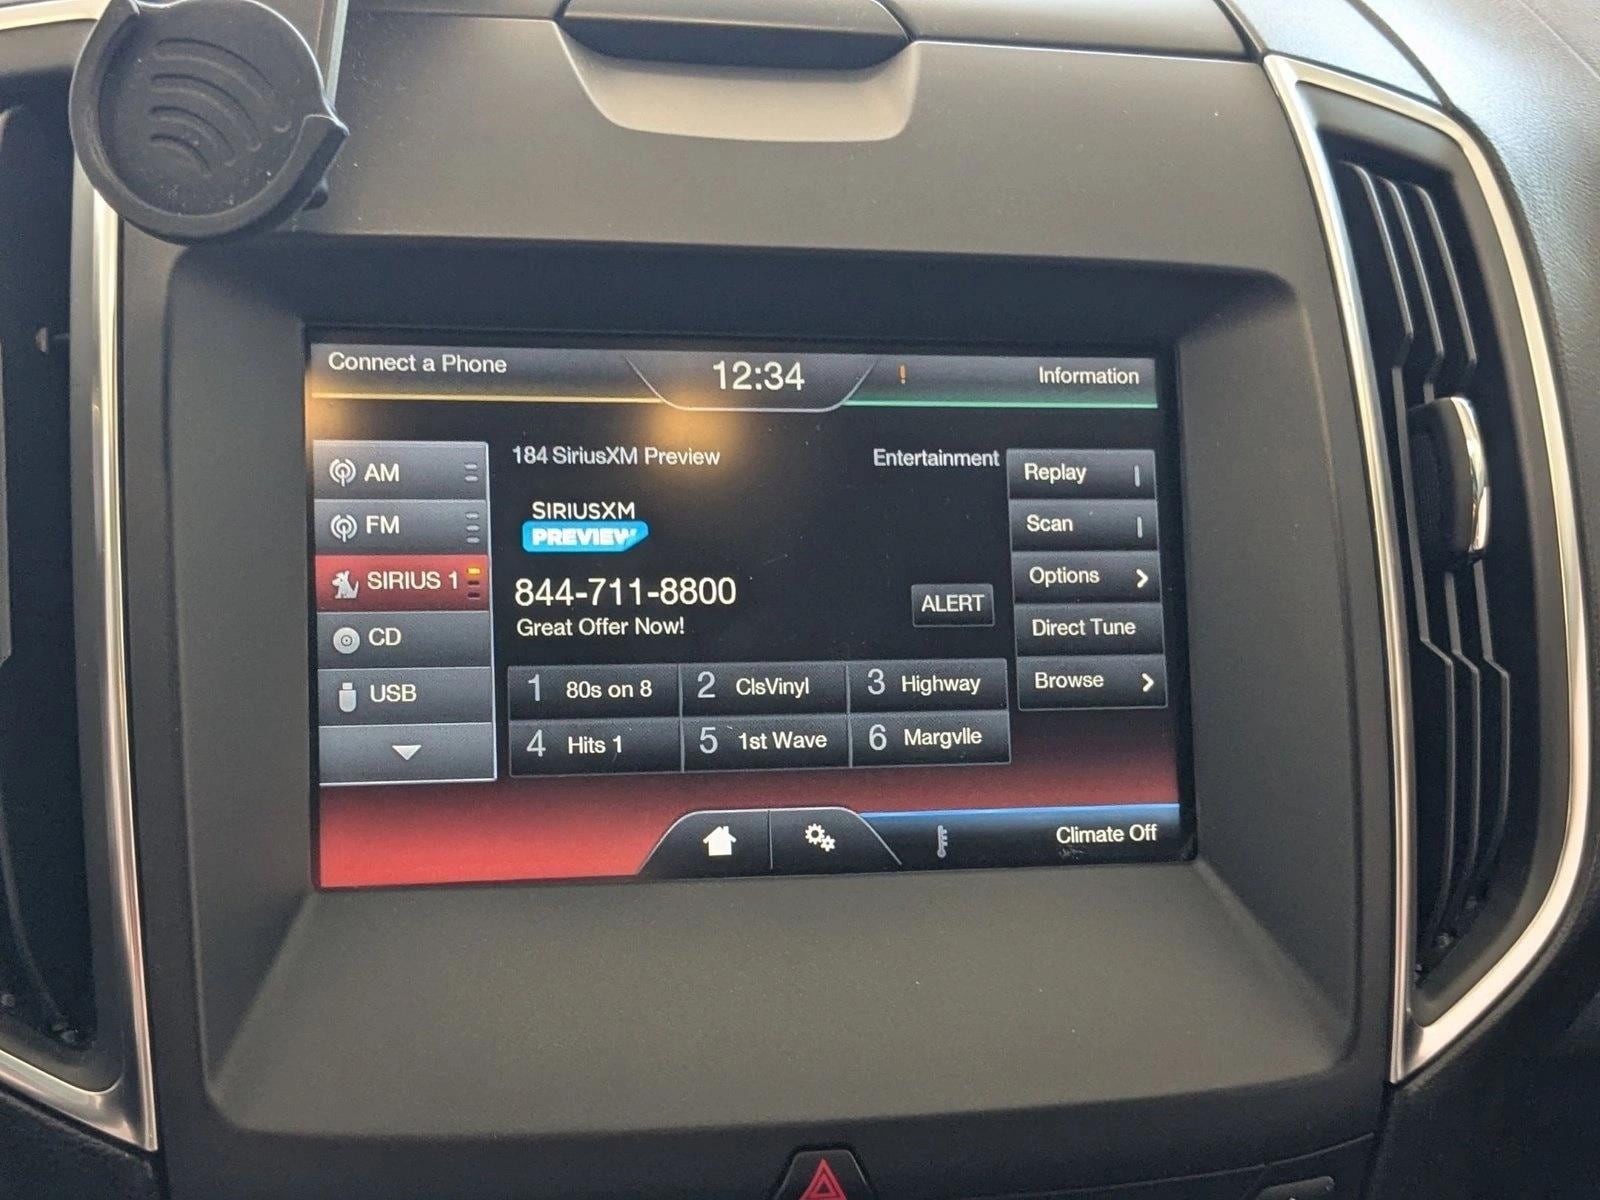 Connect a Phone
12:34
!
Information
AM
FM
SIRIUS 1
CD
USB
184 SiriusXM Preview
Entertainment
SIRIUSXM
PREVIEW
844-711-8800
Great Offer Now!
ALERT
1 80s on 8
2 ClsVinyl
3 Highway
4 Hits 1
5 1st Wave
6 Margvlle
Replay
Scan
Options
Direct Tune
Browse
Climate Off